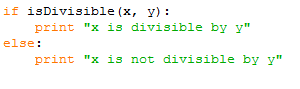 if isDivisible(x, y):
    print "x is divisible by y"
else:
    print "x is not divisible by y"